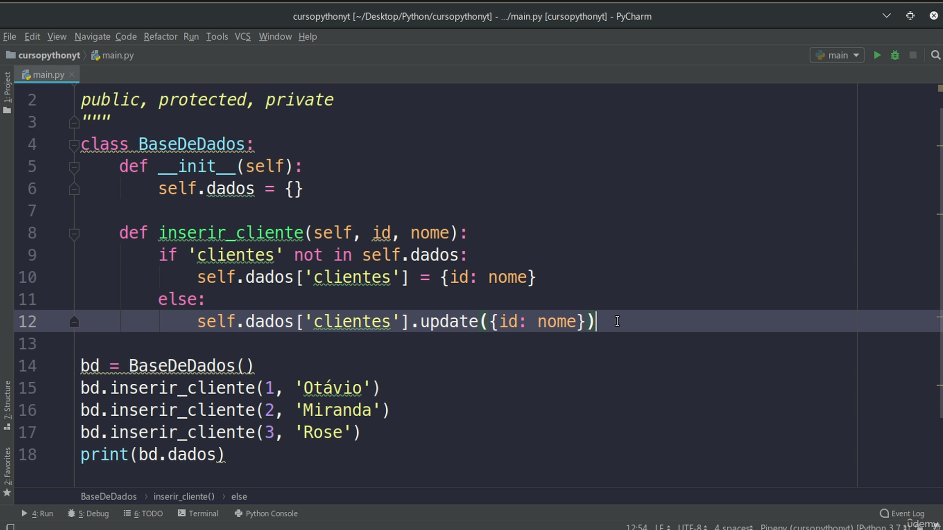 cursopythonyt [~/Desktop/Python/cursopythonyt] - .../main.py [cursopythonyt] - PyCharm
File Edit View Navigate Code Refactor Run Tools VCS Window Help
cursopythonyt main.py main
main.py
1: Project
2 public, protected, private
3 """
4 class BaseDeDados:
5 def __init__(self):
6 self.dados = {}
7
8 def inserir_cliente(self, id, nome):
9 if 'clientes' not in self.dados:
10 self.dados['clientes'] = {id: nome}
11 else:
12 self.dados['clientes'].update({id: nome})
13
14 bd = BaseDeDados()
15 bd.inserir_cliente(1, 'Otávio')
16 bd.inserir_cliente(2, 'Miranda')
17 bd.inserir_cliente(3, 'Rose')
18 print(bd.dados)
7: Structure
2: Favorites
BaseDeDados inserir_cliente() else
4: Run 5: Debug 6: TODO Terminal Python Console Event Log
12:54 LF UTF-8 4 spaces Pipenv (cursopythonyt) [Python 3.7
ûdemy